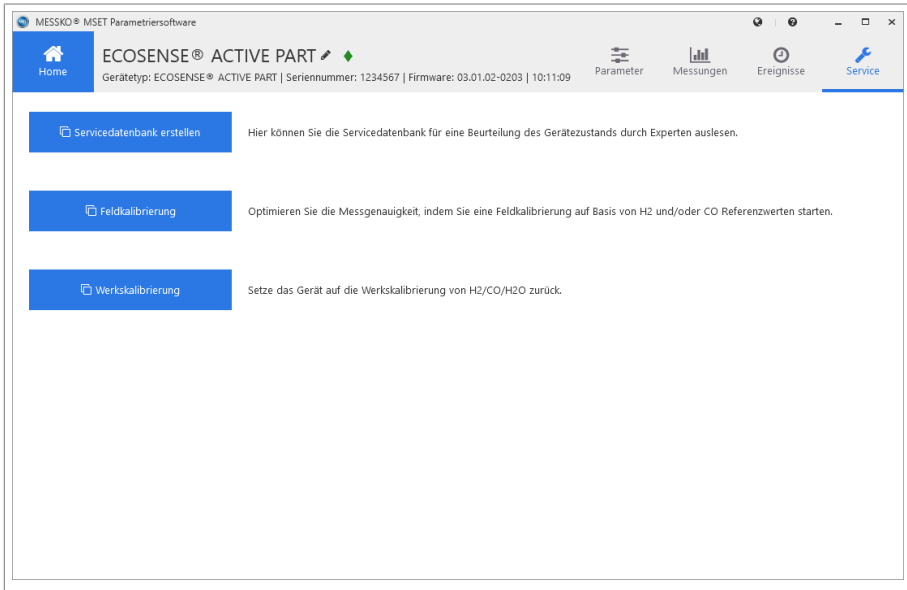 MESSKO® MSET Parametriersoftware
Home
ECOSENSE® ACTIVE PART
Gerätetyp: ECOSENSE® ACTIVE PART | Seriennummer: 1234567 | Firmware: 03.01.02-0203 | 10:11:09
Parameter
Messungen
Ereignisse
Service
Servicedatenbank erstellen
Hier können Sie die Servicedatenbank für eine Beurteilung des Gerätezustands durch Experten auslesen.
Feldkalibrierung
Optimieren Sie die Messgenauigkeit, indem Sie eine Feldkalibrierung auf Basis von H2 und/oder CO Referenzwerten starten.
Werkskalibrierung
Setze das Gerät auf die Werkskalibrierung von H2/CO/H2O zurück.